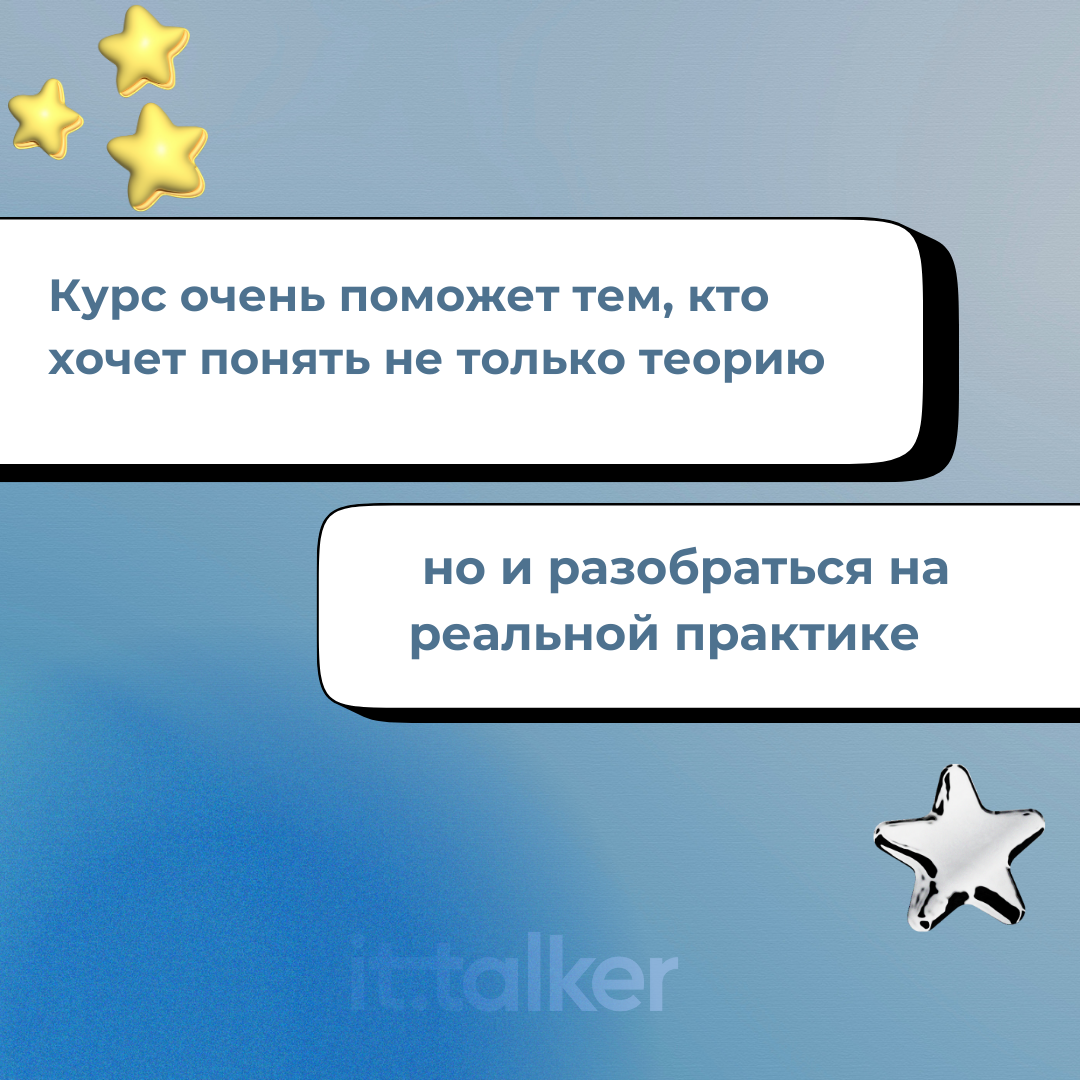 Курс очень поможет тем, кто
хочет понять не только теорию
но и разобраться на
реальной практике
it:talker